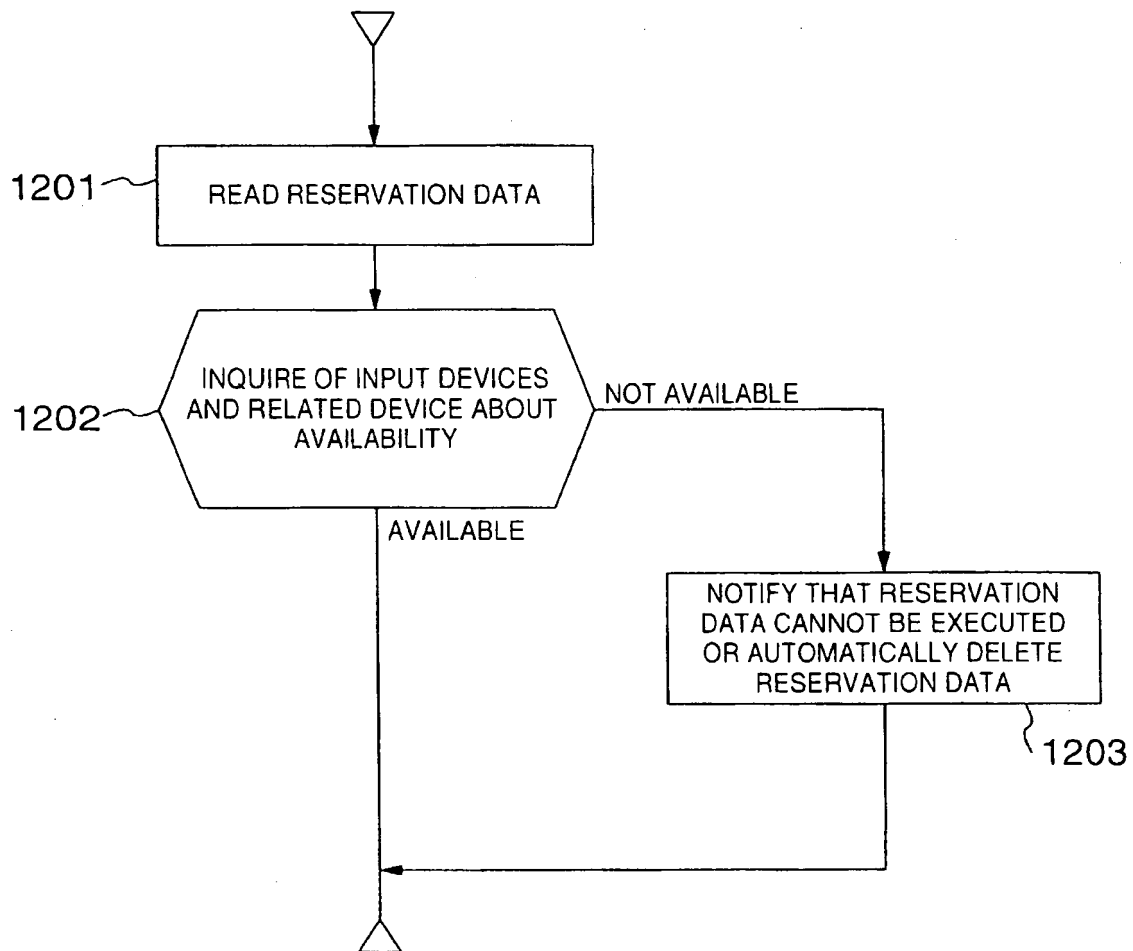 1201
READ RESERVATION DATA
1202
INQUIRE OF INPUT DEVICES
AND RELATED DEVICE ABOUT
AVAILABILITY
NOT AVAILABLE
AVAILABLE
NOTIFY THAT RESERVATION
DATA CANNOT BE EXECUTED
OR AUTOMATICALLY DELETE
RESERVATION DATA
1203